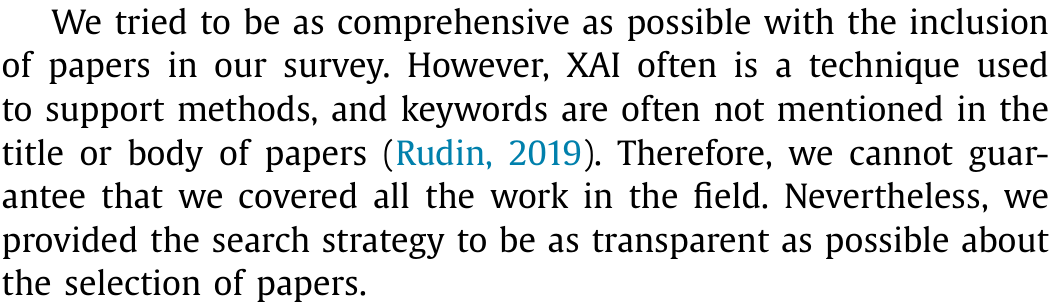 We tried to be as comprehensive as possible with the inclusion
of papers in our survey. However, XAI often is a technique used
to support methods, and keywords are often not mentioned in the
title or body of papers (Rudin, 2019). Therefore, we cannot guar-
antee that we covered all the work in the field. Nevertheless, we
provided the search strategy to be as transparent as possible about
the selection of papers.